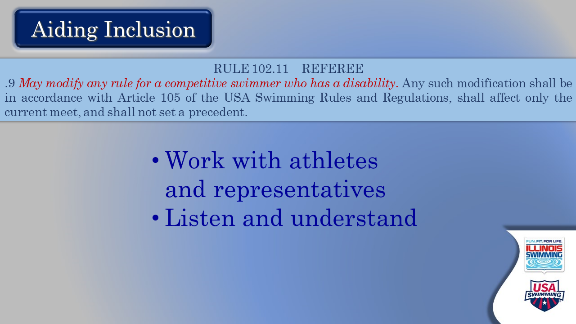 Aiding Inclusion
RULE 102.11 REFEREE
.9 May modify any rule for a competitive swimmer who has a disability. Any such modification shall be
in accordance with Article 105 of the USA Swimming Rules and Regulations, shall affect only the
current meet, and shall not set a precedent.
• Work with athletes
and representatives
• Listen and understand
FOR LIFE
ILLINOIS
SWIMMING
USA
SWIMMING